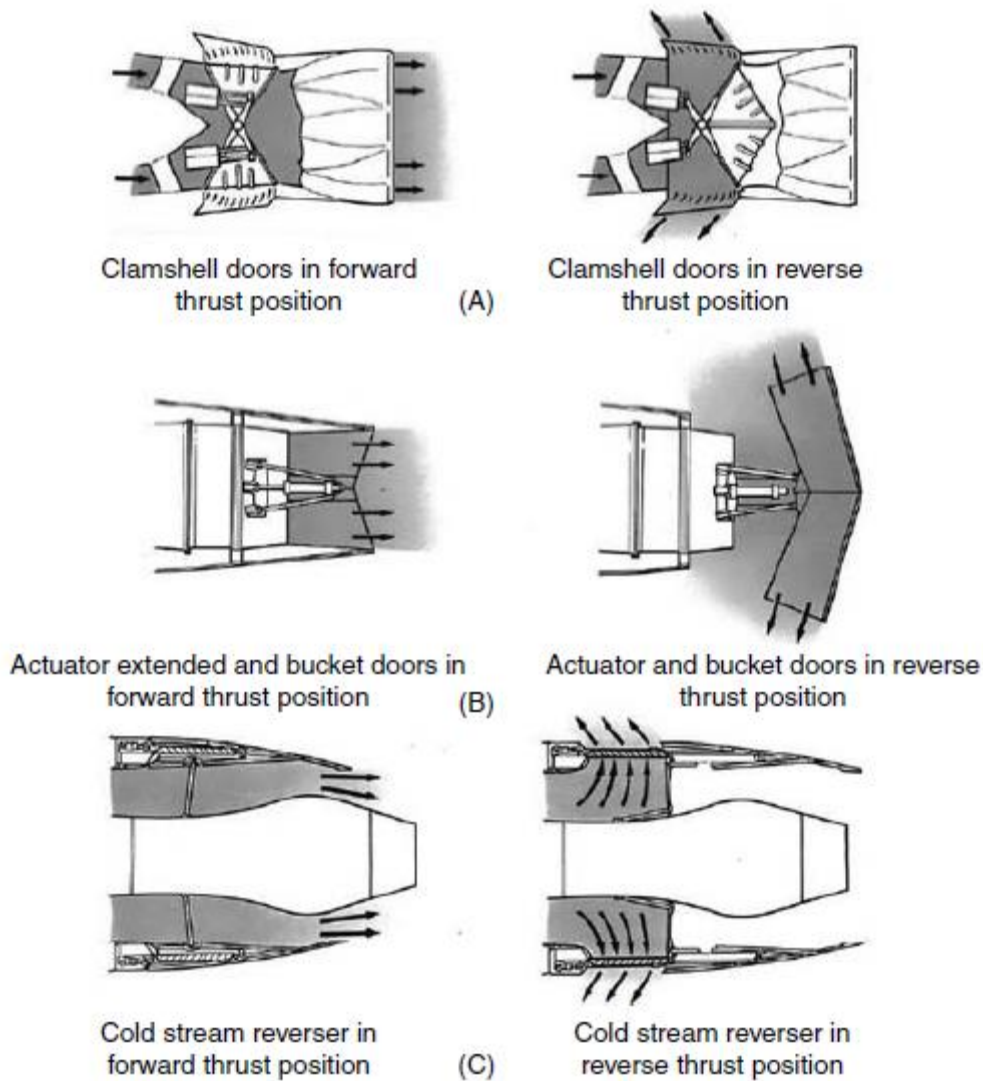 Clamshell doors in forward
thrust position
(A)
Clamshell doors in reverse
thrust position
Actuator extended and bucket doors in
forward thrust position
(B)
Actuator and bucket doors in reverse
thrust position
Cold stream reverser in
forward thrust position
(C)
Cold stream reverser in
reverse thrust position